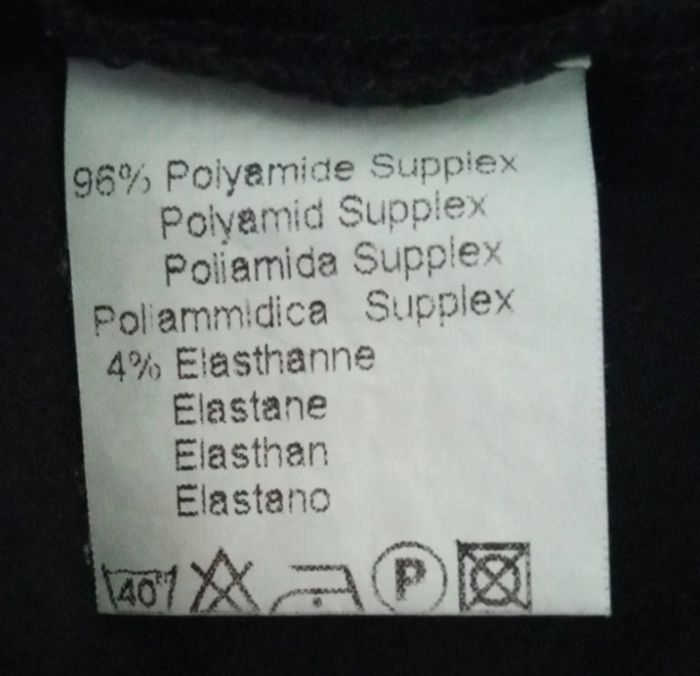 96% Polyamide Supplex
Polyamid Supplex
Poliamida Supplex
Poliammidica Supplex
4% Elasthanne
Elastane
Elasthan
Elastano
40° P